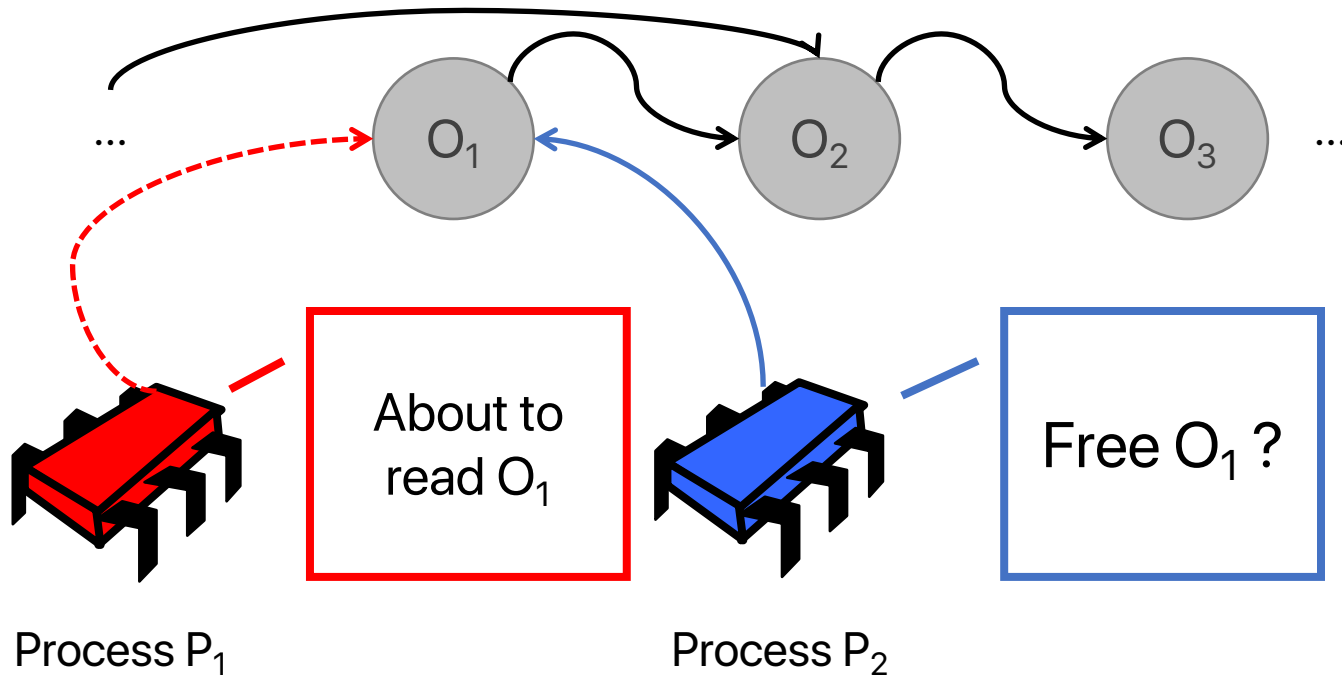 ... O₁ O₂ O₃ ...
About to
read O₁
Free O₁ ?
Process P₁ Process P₂